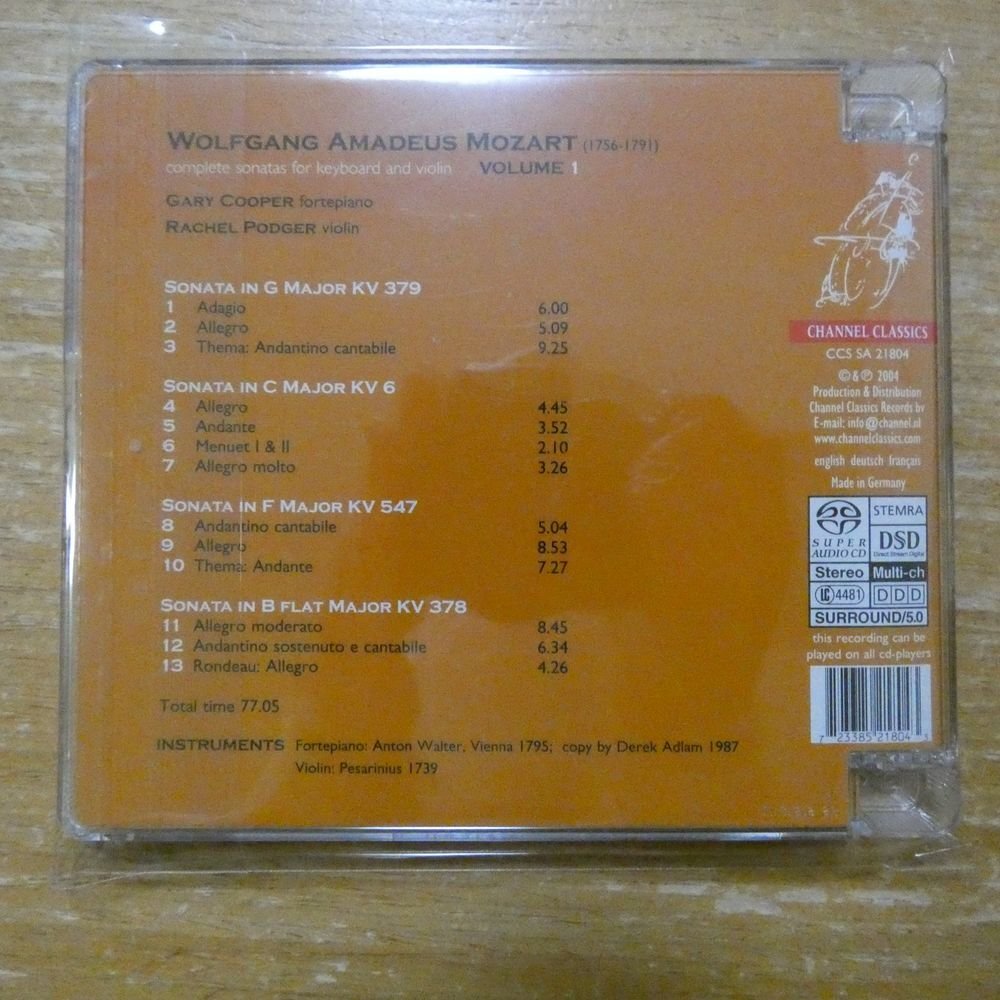 WOLFGANG AMADEUS MOZART (1756-1791)
complete sonatas for keyboard and violin VOLUME 1
GARY COOPER fortepiano
RACHEL PODGER violin
SONATA IN G MAJOR KV 379
1 Adagio 6.00
2 Allegro 5.09
3 Thema: Andantino cantabile 9.25
SONATA IN C MAJOR KV 6
4 Allegro 4.45
5 Andante 3.52
6 Menuet I & II 2.10
7 Allegro molto 3.26
SONATA IN F MAJOR KV 547
8 Andantino cantabile 5.04
9 Allegro 8.53
10 Thema: Andante 7.27
SONATA IN B FLAT MAJOR KV 378
11 Allegro moderato 8.45
12 Andantino sostenuto e cantabile 6.34
13 Rondeau: Allegro 4.26
Total time 77.05
INSTRUMENTS Fortepiano: Anton Walter, Vienna 1795; copy by Derek Adlam 1987
Violin: Pesarinius 1739
CHANNEL CLASSICS
CCS SA 21804
©&℗ 2004
Production & Distribution
Channel Classics Records bv
E-mail: info@channel.nl
www.channelclassics.com
english deutsch français
Made in Germany
SUPER AUDIO CD
STEMRA
DSD
Direct Stream Digital
Stereo Multi-ch
LC 4481 DDD
SURROUND/5.0
this recording can be
played on all cd-players
7 23385 21804 3